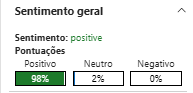 Sentimento geral
Sentimento: positive
Pontuações
Positivo Neutro Negativo
98% 2% 0%